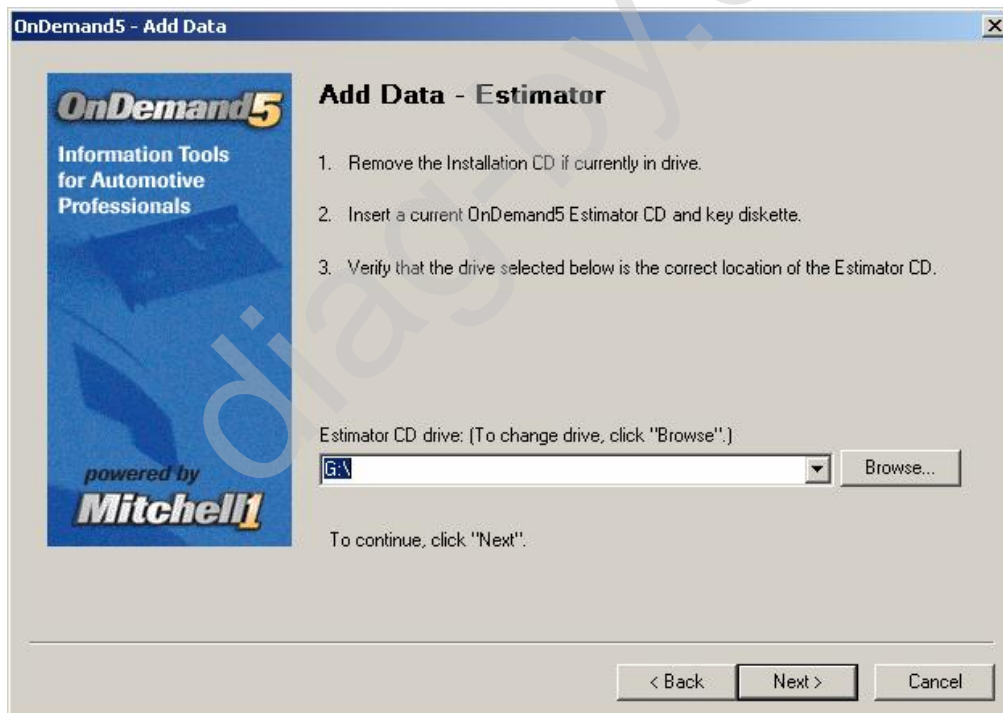 OnDemand5 - Add Data
OnDemand5
Information Tools
for Automotive
Professionals
powered by
Mitchell1
Add Data - Estimator
1. Remove the Installation CD if currently in drive.
2. Insert a current OnDemand5 Estimator CD and key diskette.
3. Verify that the drive selected below is the correct location of the Estimator CD.
Estimator CD drive: (To change drive, click "Browse".)
G:\
Browse...
To continue, click "Next".
< Back
Next >
Cancel
diag-by.